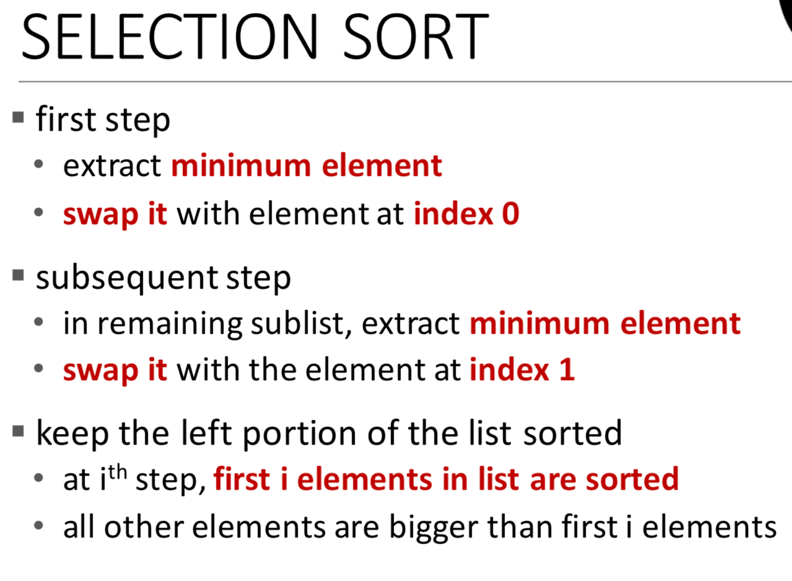 SELECTION SORT
▪ first step
• extract minimum element
• swap it with element at index 0
▪ subsequent step
• in remaining sublist, extract minimum element
• swap it with the element at index 1
▪ keep the left portion of the list sorted
• at iᵗʰ step, first i elements in list are sorted
• all other elements are bigger than first i elements